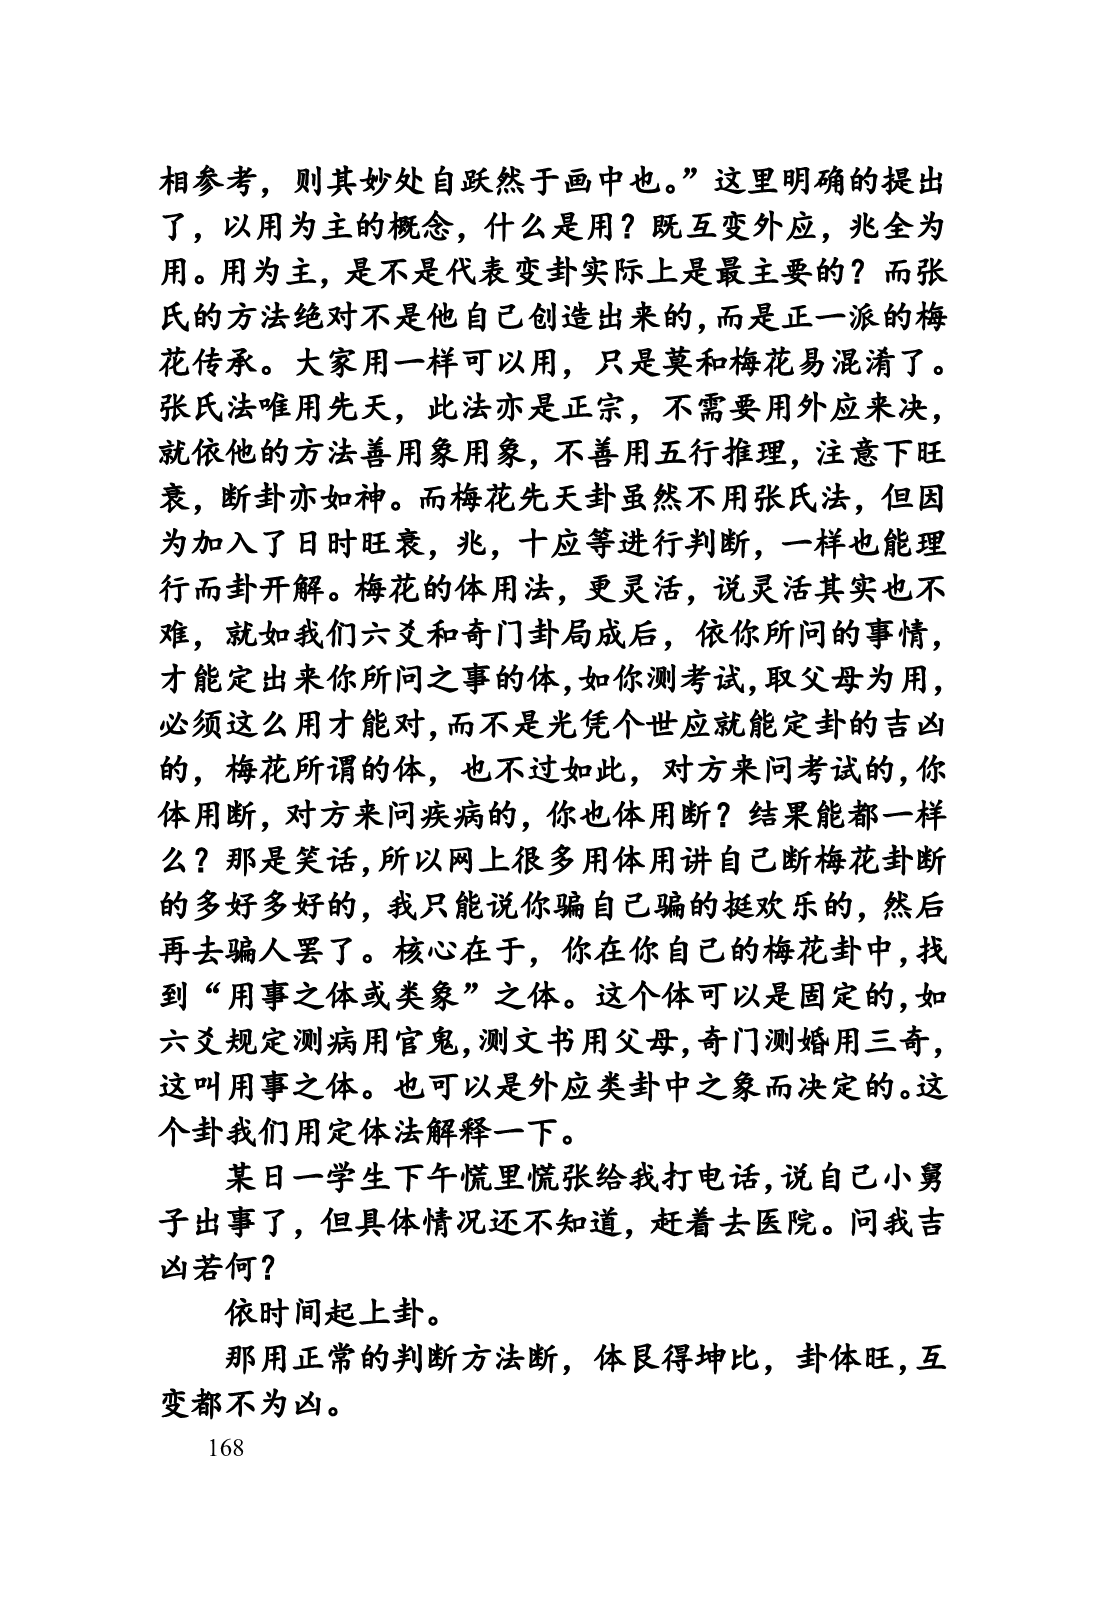 相参考，则其妙处自跃然于画中也。”这里明确的提出
了，以用为主的概念，什么是用？既互变外应，兆全为
用。用为主，是不是代表变卦实际上是最主要的？而张
氏的方法绝对不是他自己创造出来的，而是正一派的梅
花传承。大家用一样可以用，只是莫和梅花易混淆了。
张氏法唯用先天，此法亦是正宗，不需要用外应来决，
就依他的方法善用象用象，不善用五行推理，注意下旺
衰，断卦亦如神。而梅花先天卦虽然不用张氏法，但因
为加入了日时旺衰，兆，十应等进行判断，一样也能理
行而卦开解。梅花的体用法，更灵活，说灵活其实也不
难，就如我们六爻和奇门卦局成后，依你所问的事情，
才能定出来你所问之事的体，如你测考试，取父母为用，
必须这么用才能对，而不是光凭个世应就能定卦的吉凶
的，梅花所谓的体，也不过如此，对方来问考试的，你
体用断，对方来问疾病的，你也体用断？结果能都一样
么？那是笑话，所以网上很多用体用讲自己断梅花卦断
的多好多好的，我只能说你骗自己骗的挺欢乐的，然后
再去骗人罢了。核心在于，你在你自己的梅花卦中，找
到“用事之体或类象”之体。这个体可以是固定的，如
六爻规定测病用官鬼，测文书用父母，奇门测婚用三奇，
这叫用事之体。也可以是外应类卦中之象而决定的。这
个卦我们用定体法解释一下。
某日一学生下午慌里慌张给我打电话，说自己小舅
子出事了，但具体情况还不知道，赶着去医院。问我吉
凶若何？
依时间起上卦。
那用正常的判断方法断，体艮得坤比，卦体旺，互
变都不为凶。
168